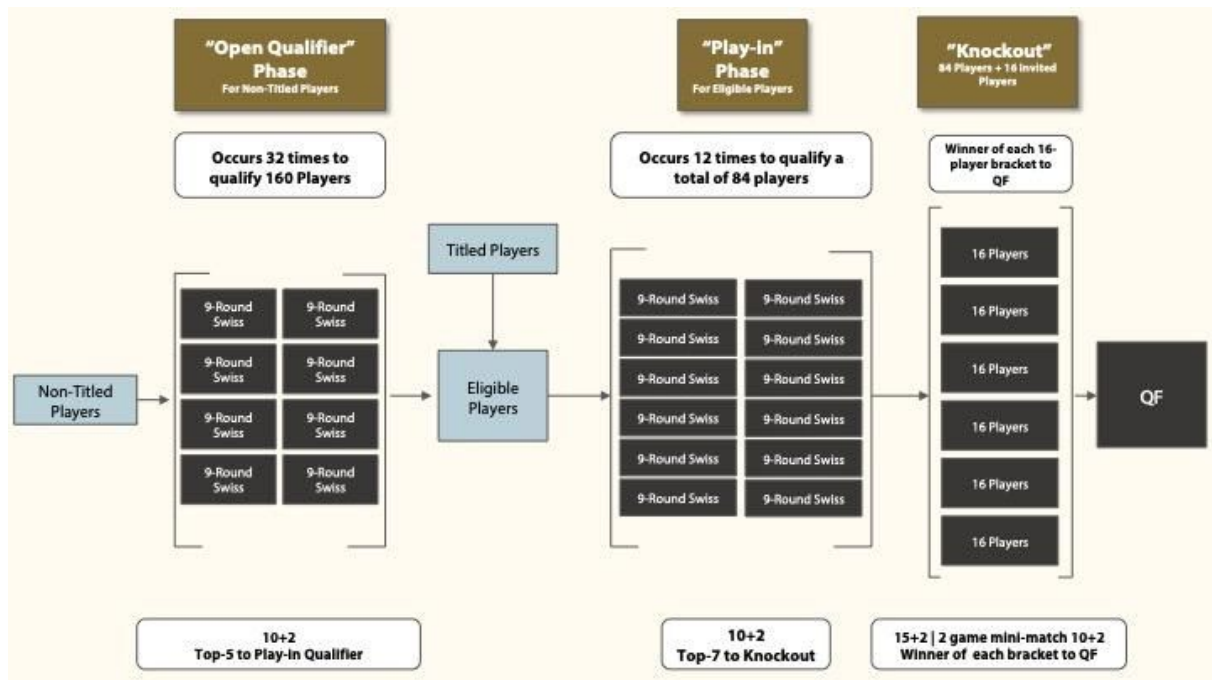 "Open Qualifier"
Phase
For Non-Titled Players
"Play-in"
Phase
For Eligible Players
"Knockout"
84 Players + 16 Invited
Players
Occurs 32 times to
qualify 160 Players
Occurs 12 times to qualify a
total of 84 players
Winner of each 16-
player bracket to
QF
Non-Titled
Players
9-Round
Swiss
9-Round
Swiss
9-Round
Swiss
9-Round
Swiss
9-Round
Swiss
9-Round
Swiss
9-Round
Swiss
9-Round
Swiss
Titled Players
Eligible
Players
9-Round Swiss
9-Round Swiss
9-Round Swiss
9-Round Swiss
9-Round Swiss
9-Round Swiss
9-Round Swiss
9-Round Swiss
9-Round Swiss
9-Round Swiss
9-Round Swiss
9-Round Swiss
16 Players
16 Players
16 Players
16 Players
16 Players
16 Players
QF
10+2
Top-5 to Play-in Qualifier
10+2
Top-7 to Knockout
15+2 | 2 game mini-match 10+2
Winner of each bracket to QF